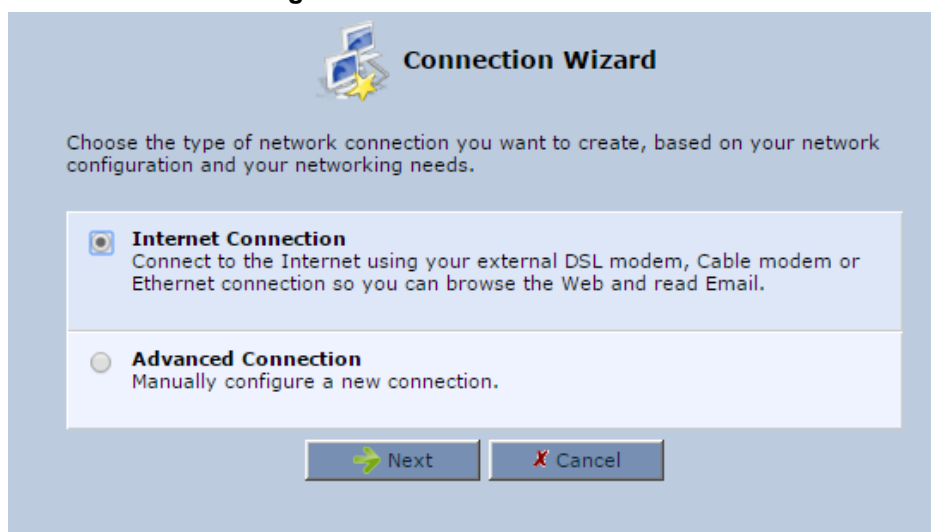 Connection Wizard
Choose the type of network connection you want to create, based on your network
configuration and your networking needs.
Internet Connection
Connect to the Internet using your external DSL modem, Cable modem or
Ethernet connection so you can browse the Web and read Email.
Advanced Connection
Manually configure a new connection.
Next
Cancel